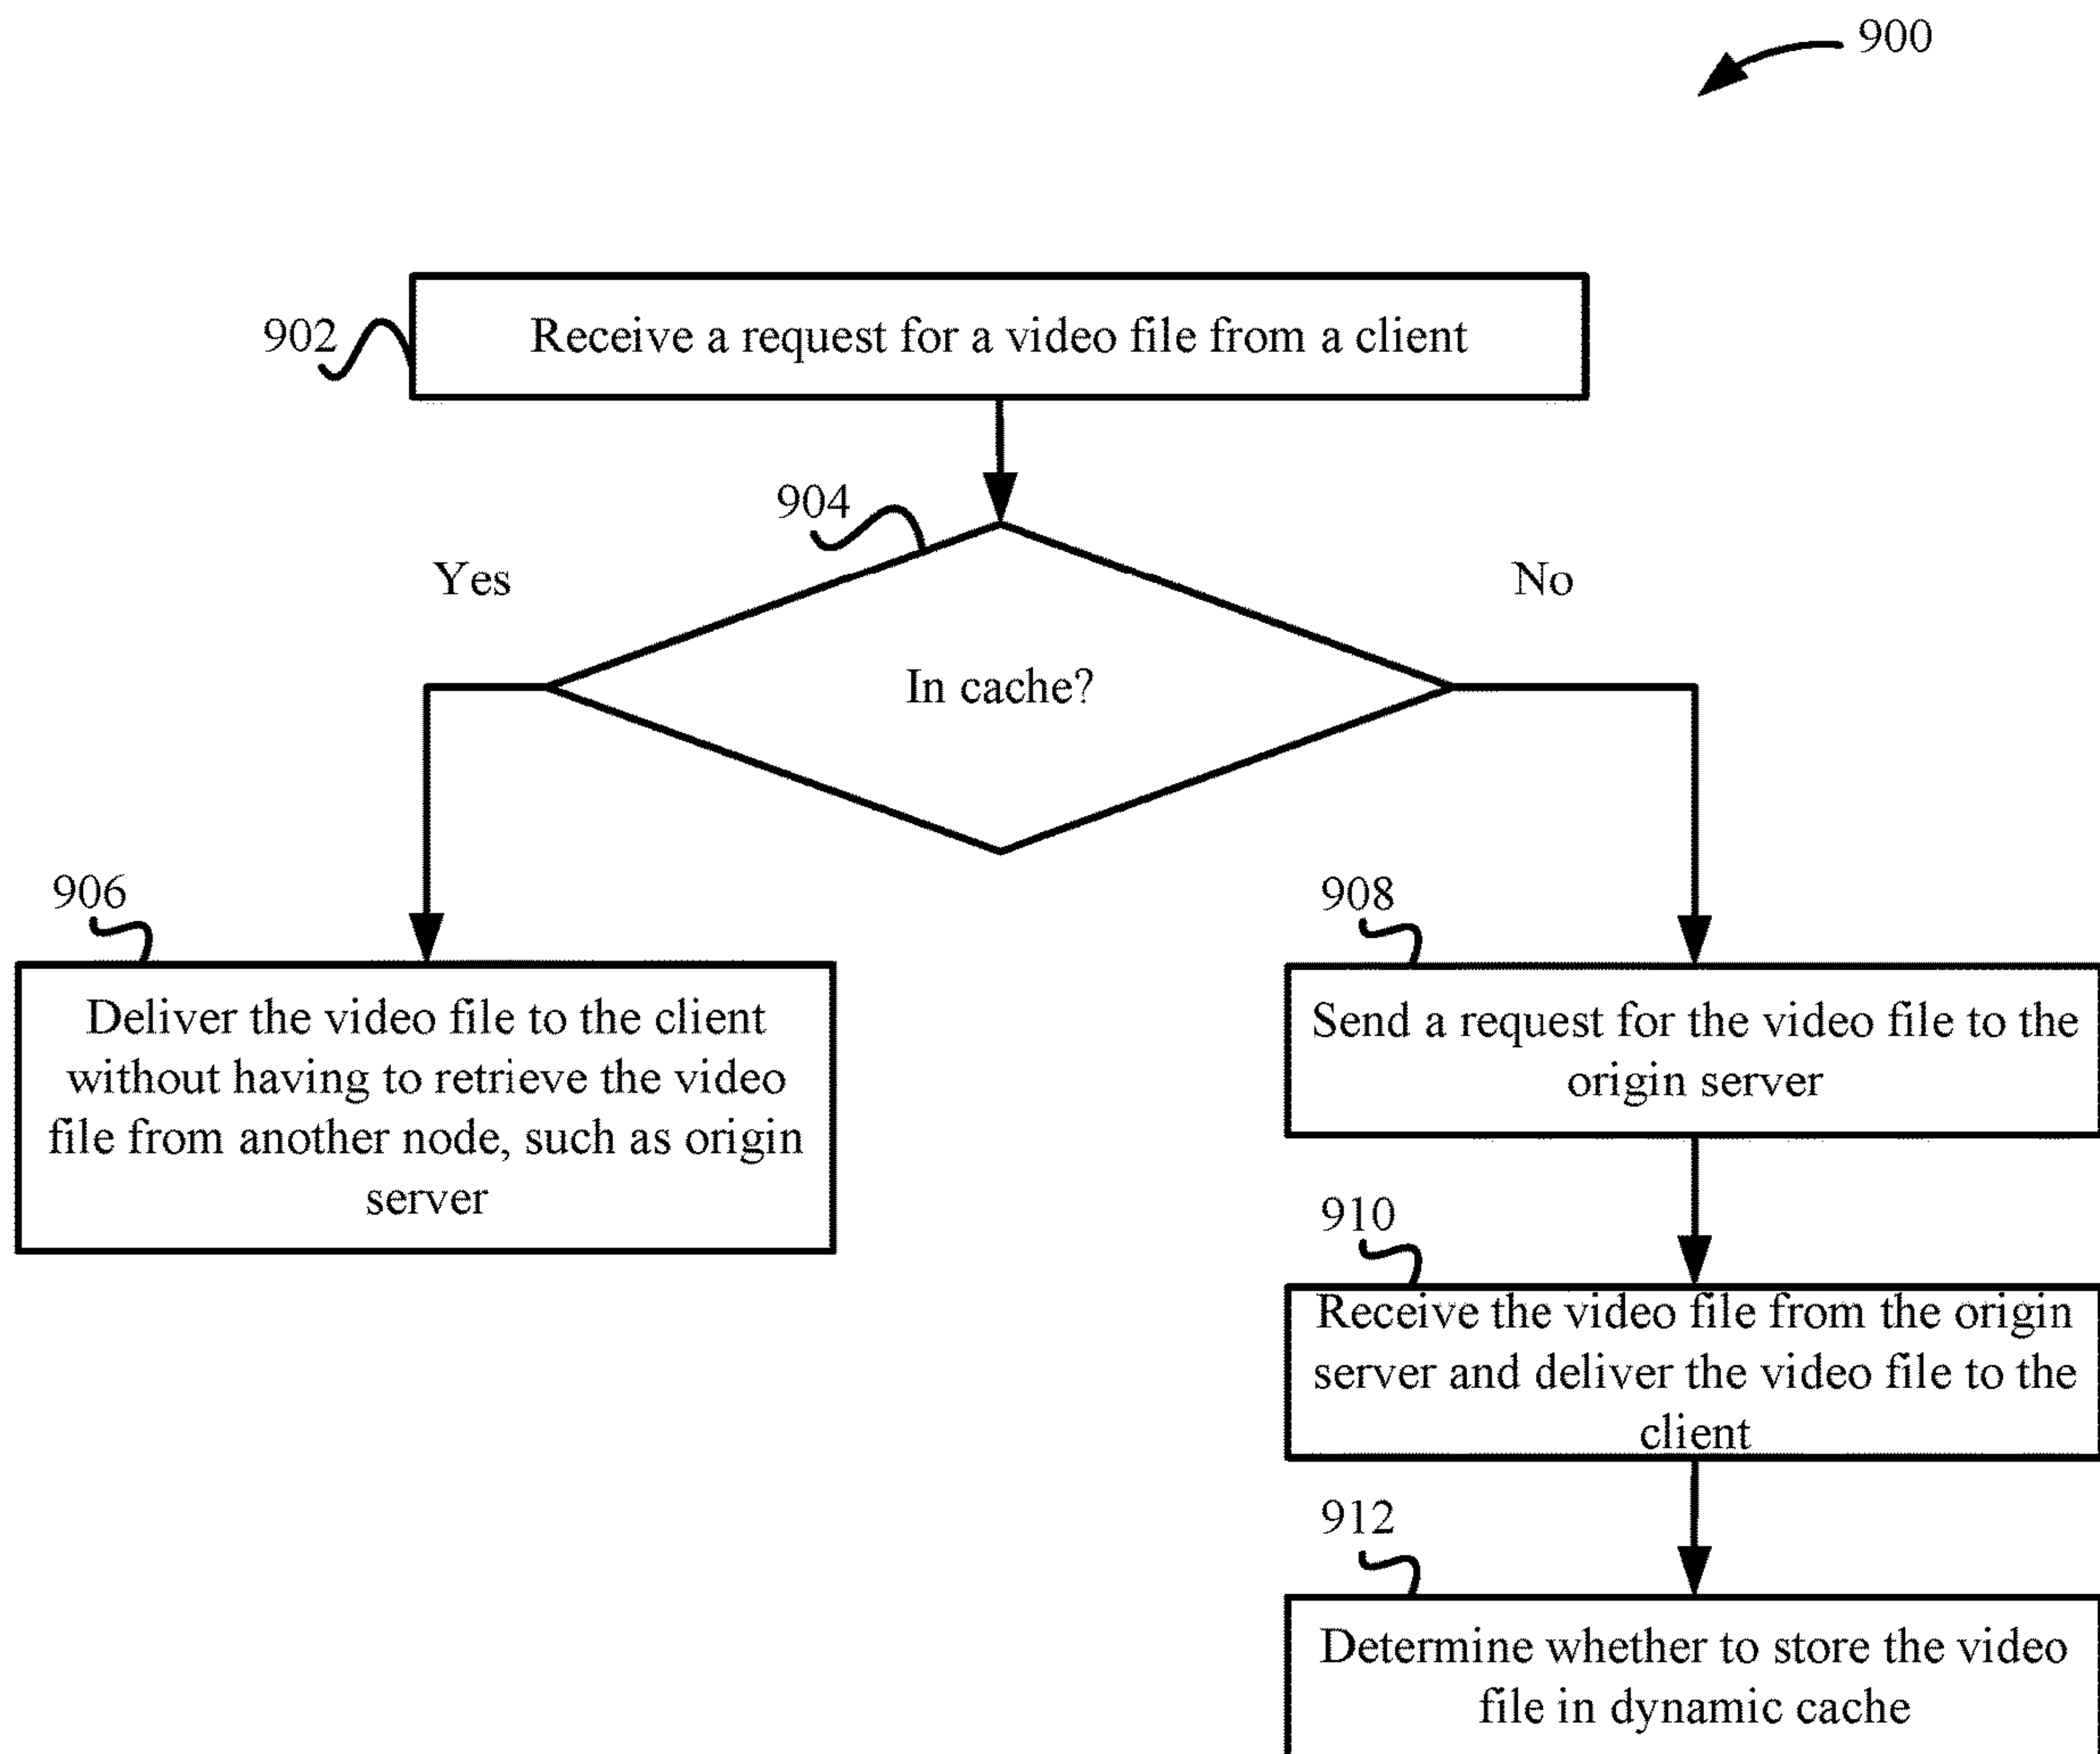 900
902
Receive a request for a video file from a client
904
Yes
No
In cache?
906
Deliver the video file to the client
without having to retrieve the video
file from another node, such as origin
server
908
Send a request for the video file to the
origin server
910
Receive the video file from the origin
server and deliver the video file to the
client
912
Determine whether to store the video
file in dynamic cache